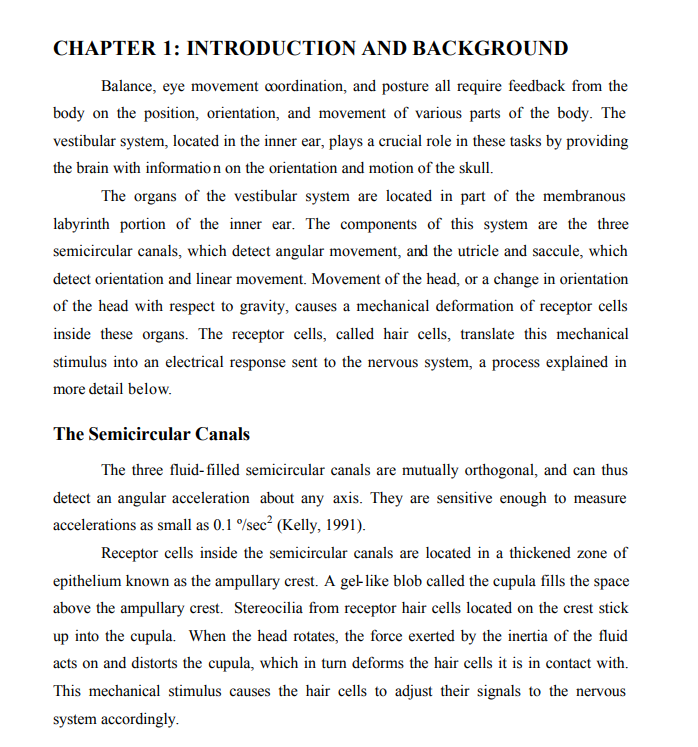 CHAPTER 1: INTRODUCTION AND BACKGROUND
Balance, eye movement coordination, and posture all require feedback from the
body on the position, orientation, and movement of various parts of the body. The
vestibular system, located in the inner ear, plays a crucial role in these tasks by providing
the brain with information on the orientation and motion of the skull.
The organs of the vestibular system are located in part of the membranous
labyrinth portion of the inner ear. The components of this system are the three
semicircular canals, which detect angular movement, and the utricle and saccule, which
detect orientation and linear movement. Movement of the head, or a change in orientation
of the head with respect to gravity, causes a mechanical deformation of receptor cells
inside these organs. The receptor cells, called hair cells, translate this mechanical
stimulus into an electrical response sent to the nervous system, a process explained in
more detail below.
The Semicircular Canals
The three fluid-filled semicircular canals are mutually orthogonal, and can thus
detect an angular acceleration about any axis. They are sensitive enough to measure
accelerations as small as 0.1 º/sec² (Kelly, 1991).
Receptor cells inside the semicircular canals are located in a thickened zone of
epithelium known as the ampullary crest. A gel-like blob called the cupula fills the space
above the ampullary crest. Stereocilia from receptor hair cells located on the crest stick
up into the cupula. When the head rotates, the force exerted by the inertia of the fluid
acts on and distorts the cupula, which in turn deforms the hair cells it is in contact with.
This mechanical stimulus causes the hair cells to adjust their signals to the nervous
system accordingly.